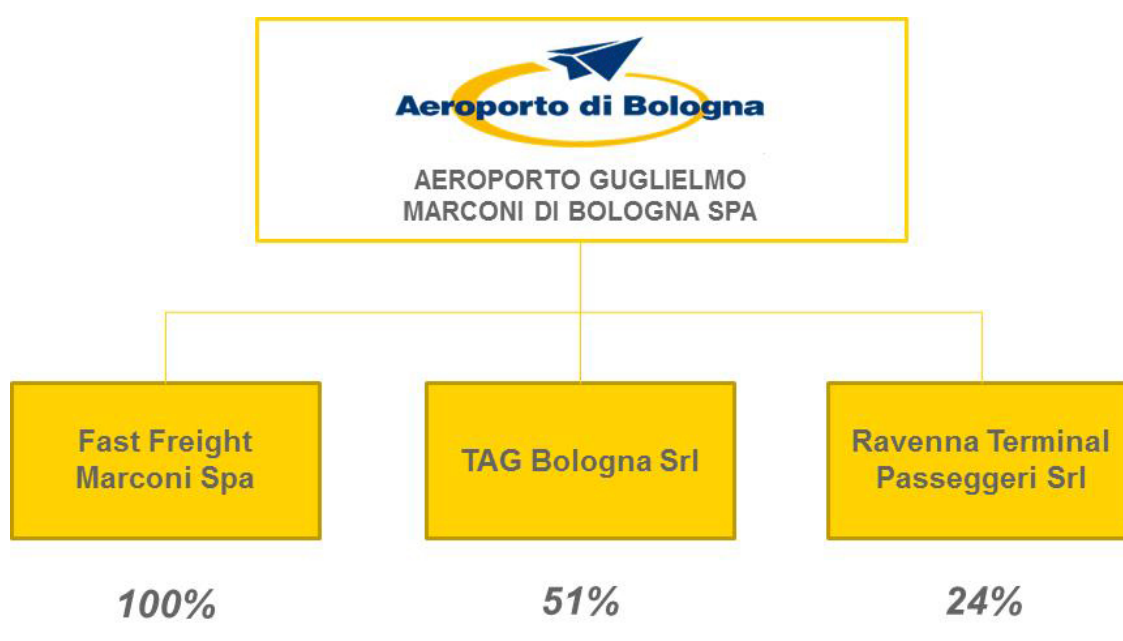 Aeroporto di Bologna
AEROPORTO GUGLIELMO
MARCONI DI BOLOGNA SPA
Fast Freight
Marconi Spa
TAG Bologna Srl
Ravenna Terminal
Passeggeri Srl
100%
51%
24%